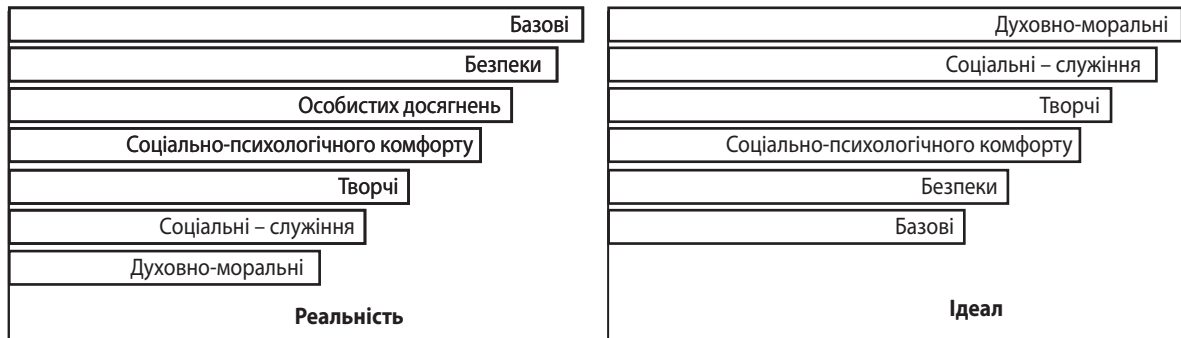 Базові
Безпеки
Особистих досягнень
Соціально-психологічного комфорту
Творчі
Соціальні – служіння
Духовно-моральні
Реальність
Духовно-моральні
Соціальні – служіння
Творчі
Соціально-психологічного комфорту
Безпеки
Базові
Ідеал